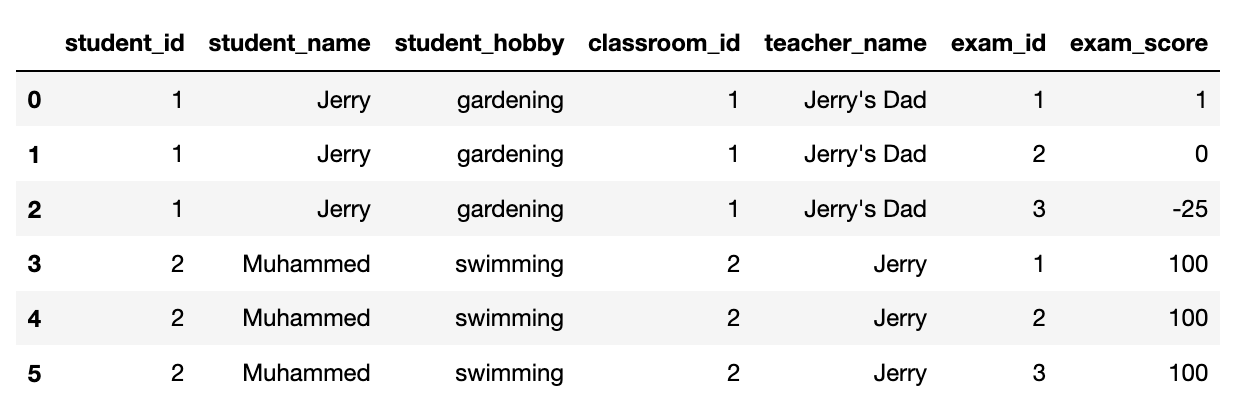 student_id student_name student_hobby classroom_id teacher_name exam_id exam_score
0 1 Jerry gardening 1 Jerry's Dad 1 1
1 1 Jerry gardening 1 Jerry's Dad 2 0
2 1 Jerry gardening 1 Jerry's Dad 3 -25
3 2 Muhammed swimming 2 Jerry 1 100
4 2 Muhammed swimming 2 Jerry 2 100
5 2 Muhammed swimming 2 Jerry 3 100